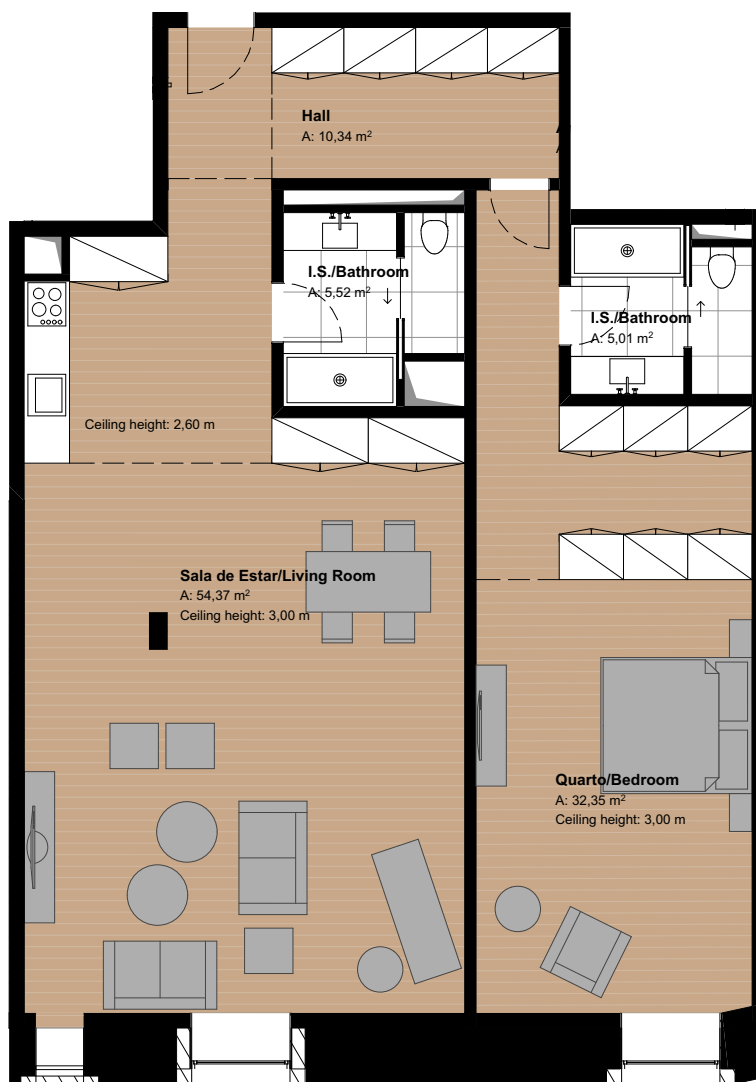 Hall
A: 10,34 m²
I.S./Bathroom
A: 5,52 m²
I.S./Bathroom
A: 5,01 m²
Ceiling height: 2,60 m
Sala de Estar/Living Room
A: 54,37 m²
Ceiling height: 3,00 m
Quarto/Bedroom
A: 32,35 m²
Ceiling height: 3,00 m